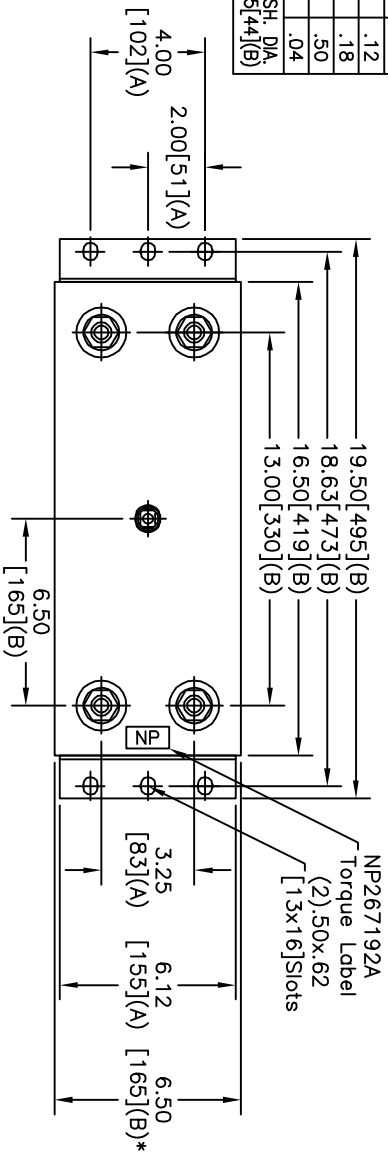 .12
.18
.50
.04
SH. DIA.
5[44](B)
4.00
[102](A)
2.00[51](A)
19.50[495](B)
18.63[473](B)
16.50[419](B)
13.00[330](B)
6.50
[165](B)
NP
NP267192A
Torque Label
(2).50x.62
[13x16]Slots
3.25
[83](A)
6.12
[155](A)
6.50
[165](B)*